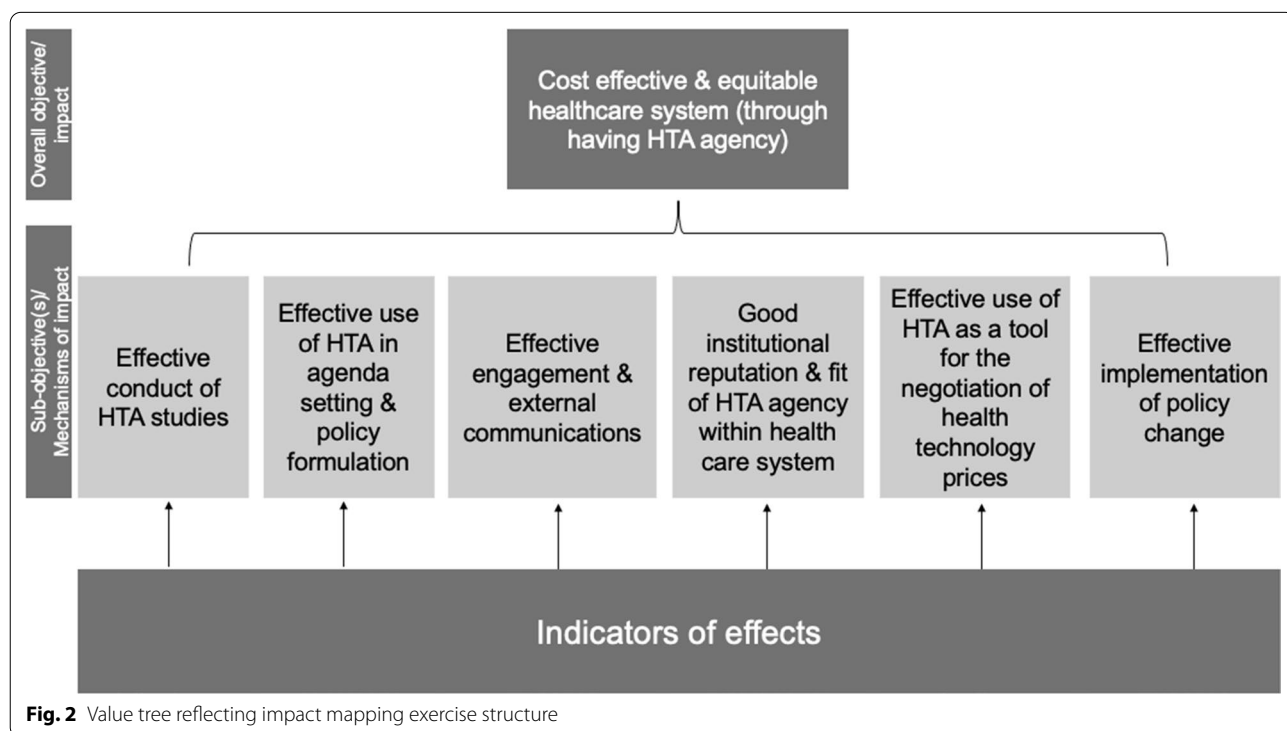 Overall objective/
impact
Cost effective & equitable
healthcare system (through
having HTA agency)
Sub-objective(s)/
Mechanisms of impact
Effective
conduct of
HTA studies
Effective use
of HTA in
agenda
setting &
policy
formulation
Effective
engagement &
external
communications
Good
institutional
reputation & fit
of HTA agency
within health
care system
Effective use of
HTA as a tool
for the
negotiation of
health
technology
prices
Effective
implementation
of policy
change
Indicators of effects
Fig. 2 Value tree reflecting impact mapping exercise structure